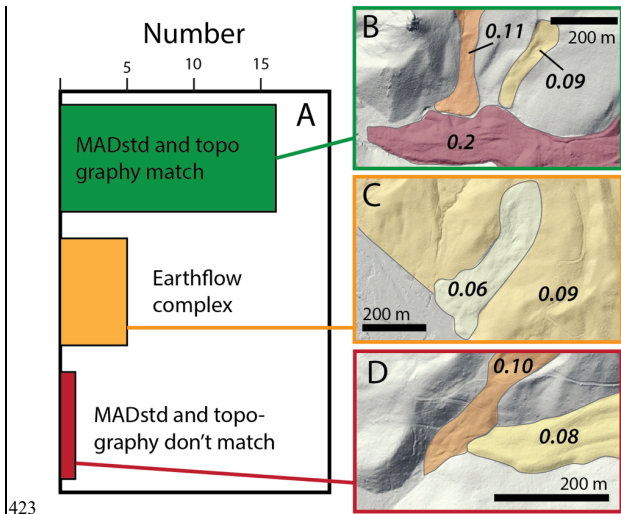 Number
5 10 15
A
MADstd and topo
graphy match
Earthflow
complex
MADstd and topo-
graphy don't match
B
0.11
200 m
0.09
0.2
C
0.06
0.09
200 m
D
0.10
0.08
200 m
423